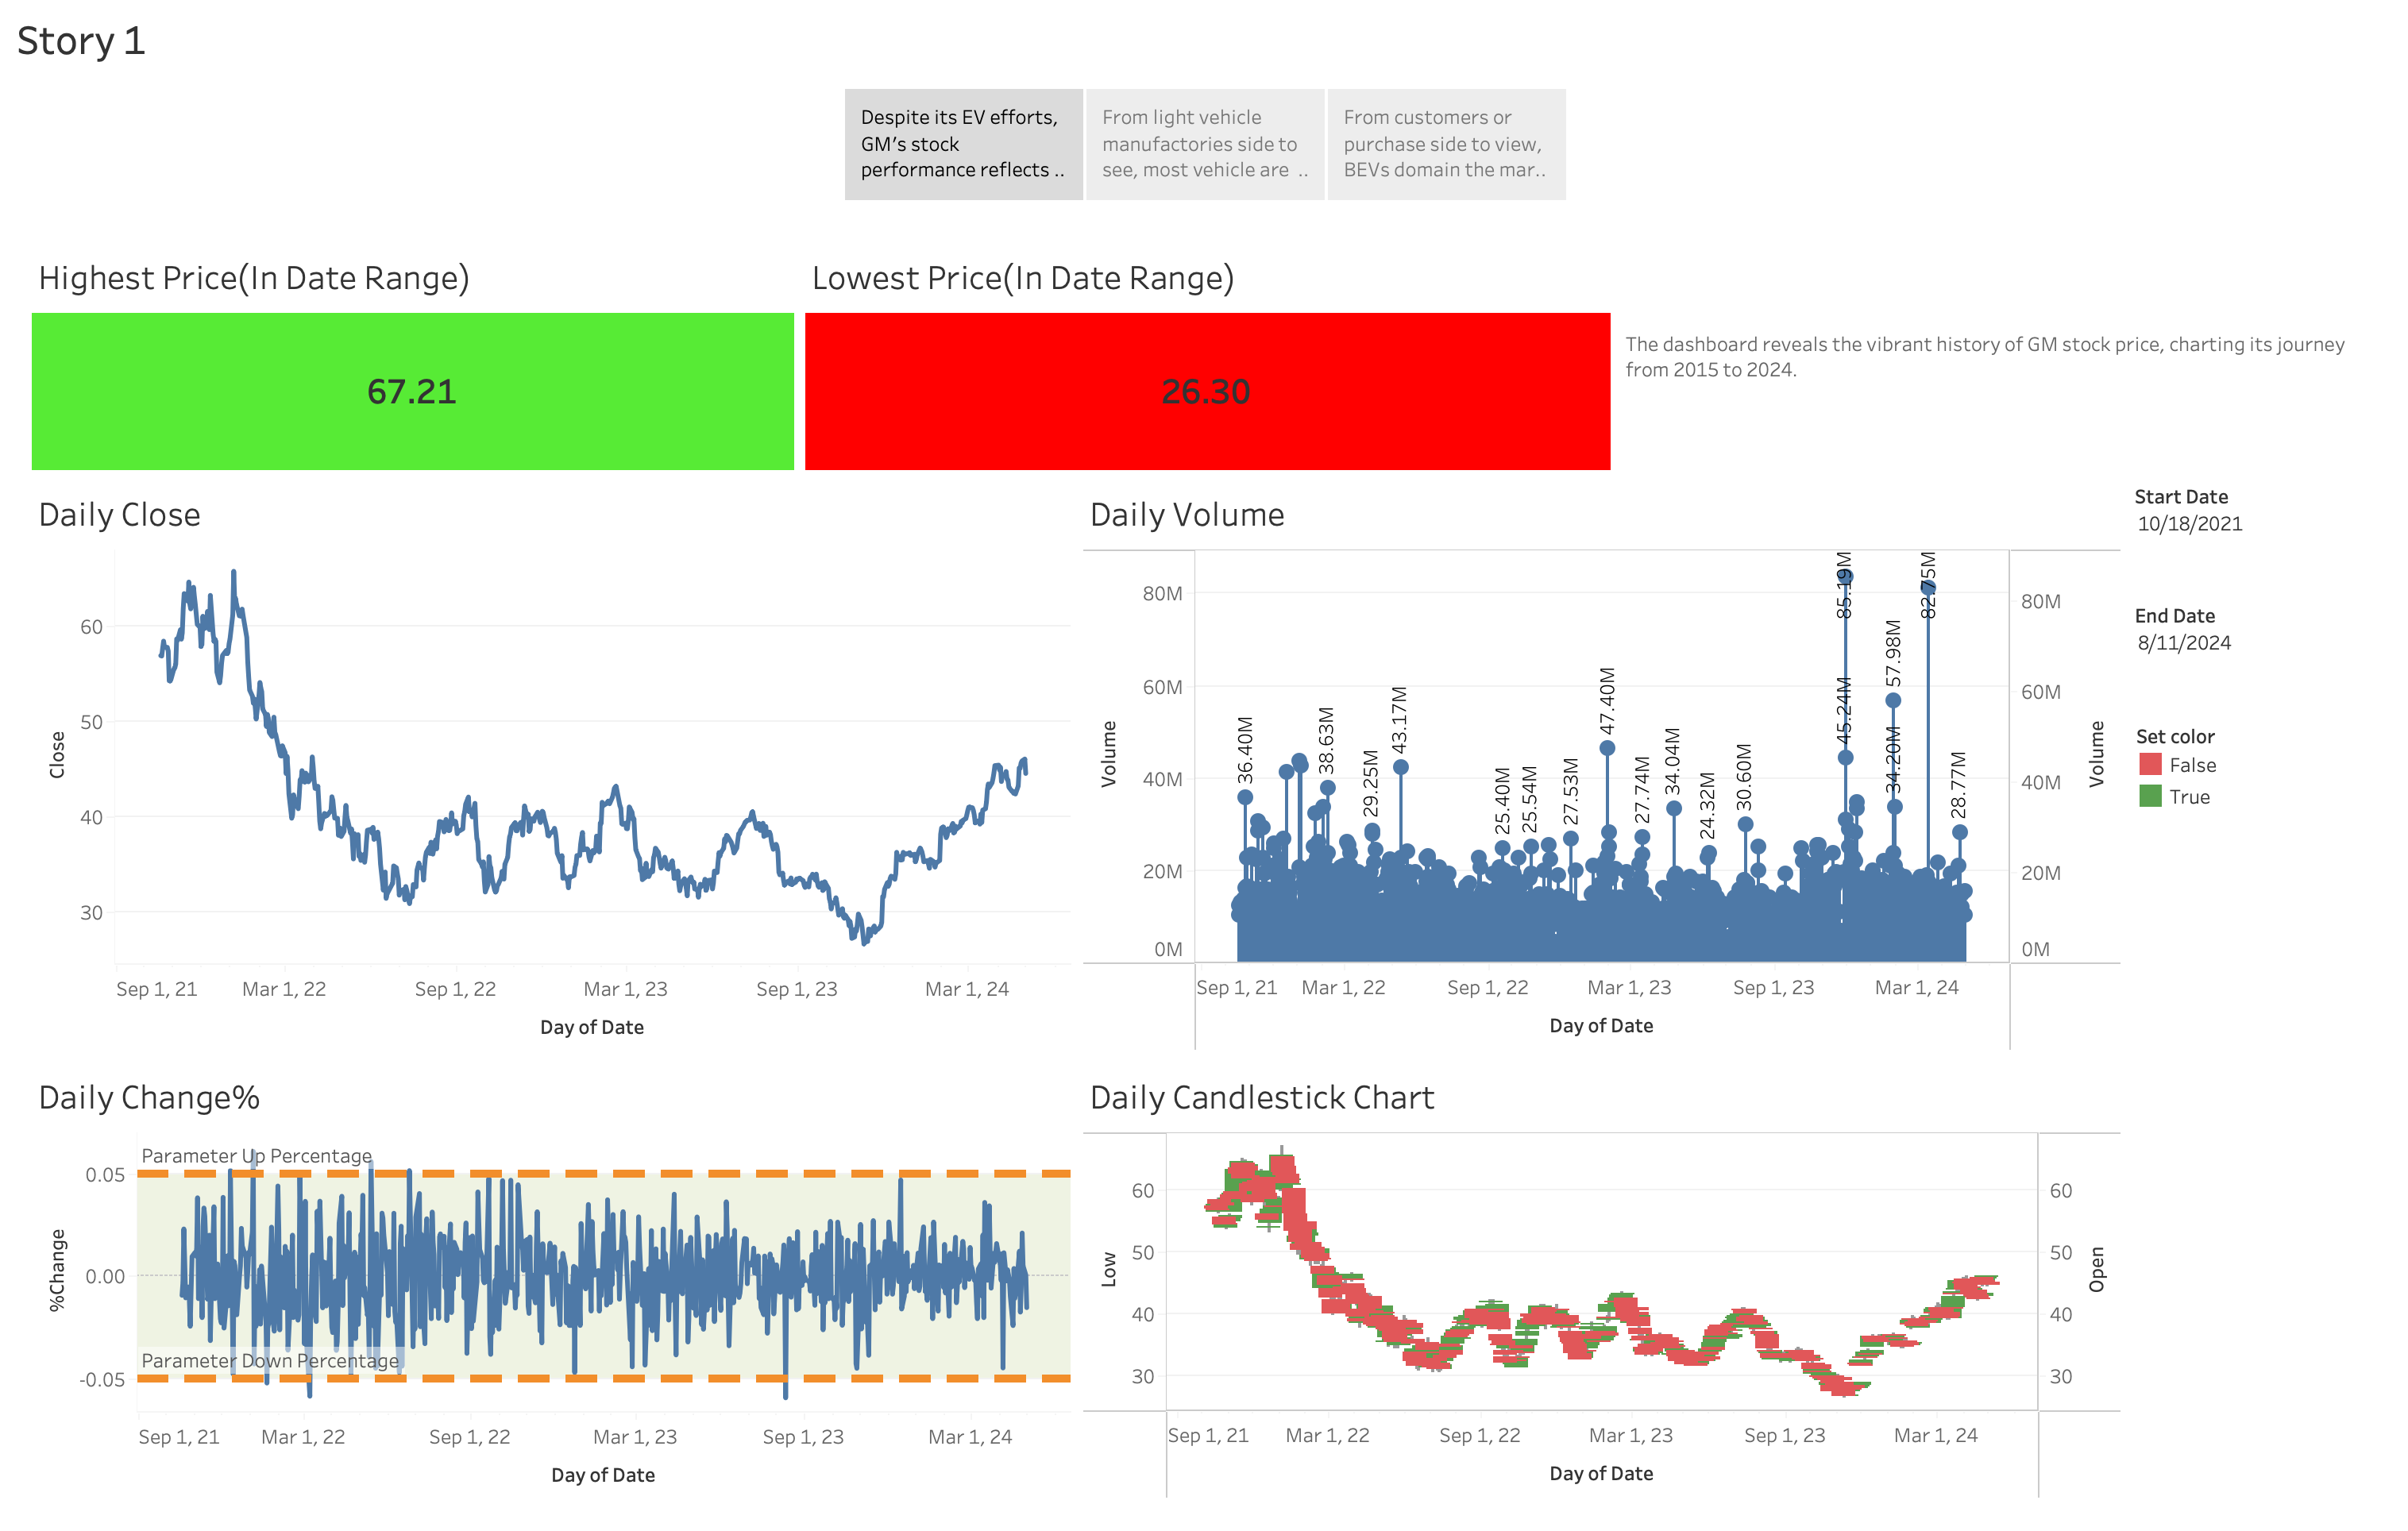 Story 1
Despite its EV efforts,
GM's stock
performance reflects ..
From light vehicle
manufactories side to
see, most vehicle are ..
From customers or
purchase side to view,
BEVs domain the mar..
Highest Price(In Date Range)
67.21
Lowest Price(In Date Range)
26.30
The dashboard reveals the vibrant history of GM stock price, charting its journey
from 2015 to 2024.
Daily Close
Close
60
50
40
30
Sep 1, 21
Mar 1, 22
Sep 1, 22
Mar 1, 23
Sep 1, 23
Mar 1, 24
Day of Date
Daily Volume
Volume
80M
60M
40M
20M
0M
36.40M
38.63M
29.25M
43.17M
25.40M
25.54M
27.53M
47.40M
27.74M
34.04M
24.32M
30.60M
85.19M
45.24M
57.98M
34.20M
82.75M
28.77M
80M
60M
40M
20M
0M
Volume
Sep 1, 21
Mar 1, 22
Sep 1, 22
Mar 1, 23
Sep 1, 23
Mar 1, 24
Day of Date
Start Date
10/18/2021
End Date
8/11/2024
Set color
False
True
Daily Change%
%Change
Parameter Up Percentage
0.05
0.00
Parameter Down Percentage
-0.05
Sep 1, 21
Mar 1, 22
Sep 1, 22
Mar 1, 23
Sep 1, 23
Mar 1, 24
Day of Date
Daily Candlestick Chart
Low
60
50
40
30
60
50
40
30
Open
Sep 1, 21
Mar 1, 22
Sep 1, 22
Mar 1, 23
Sep 1, 23
Mar 1, 24
Day of Date